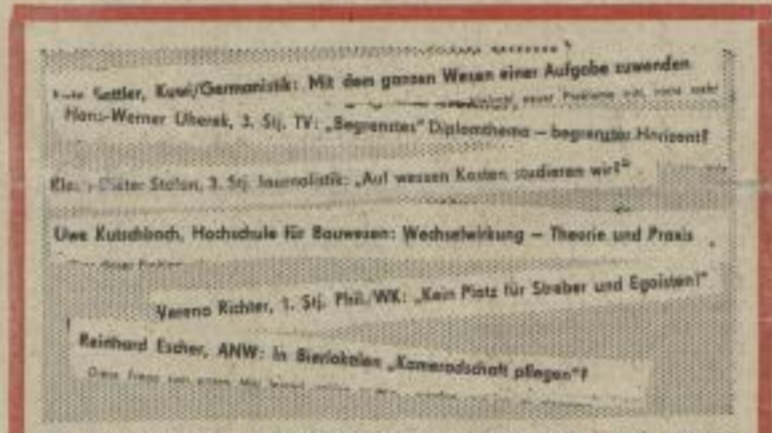 Sattler, Kuwi/Germanistik: Mit dem ganzen Wesen einer Aufgabe zuwenden
Hans-Werner Uherek, 3. Stj. TV: „Begrenztes" Diplomthema – begrenzter Horizont?
Dieter Stolan, 3. Stj. Journalistik: „Auf wessen Kosten studieren wir?"
Uwe Kutschbach, Hochschule für Bauwesen: Wechselwirkung – Theorie und Praxis
Verena Richter, 1. Stj. Phil./WK: „Kein Platz für Streber und Egoisten!"
Reinhard Escher, ANW: In Bierlokalen „Kameradschaft pflegen"?